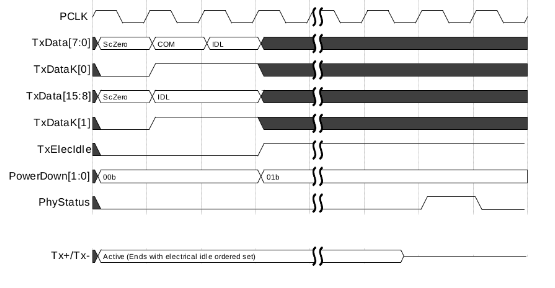 PCLK
TxData[7:0] ScZero COM IDL
TxDataK[0]
TxData[15:8] ScZero IDL
TxDataK[1]
TxElecIdle
PowerDown[1:0] 00b 01b
PhyStatus
Tx+/Tx- Active (Ends with electrical idle ordered set)